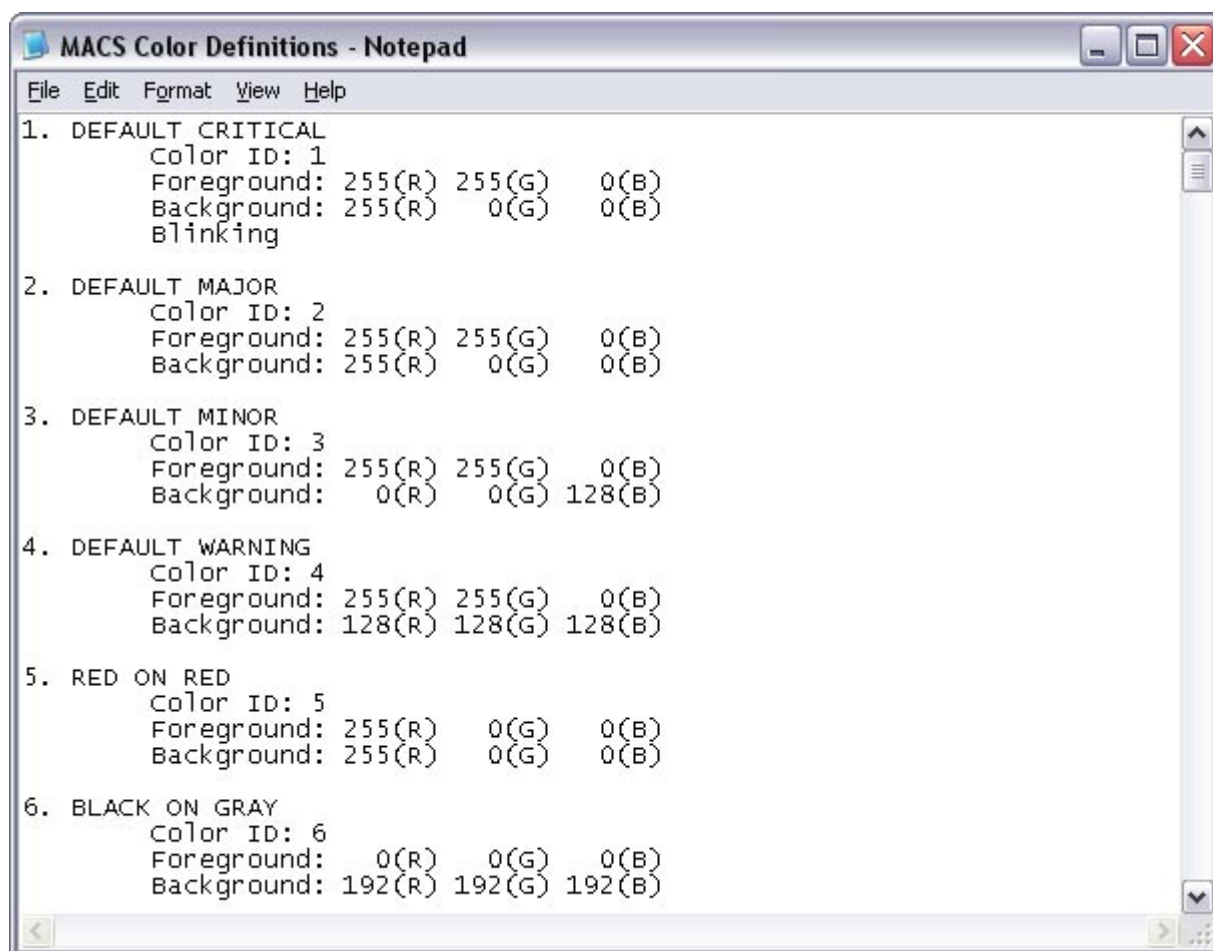 MACS Color Definitions - Notepad
File Edit Format View Help
1. DEFAULT CRITICAL
Color ID: 1
Foreground: 255(R) 255(G) 0(B)
Background: 255(R) 0(G) 0(B)
Blinking
2. DEFAULT MAJOR
Color ID: 2
Foreground: 255(R) 255(G) 0(B)
Background: 255(R) 0(G) 0(B)
3. DEFAULT MINOR
Color ID: 3
Foreground: 255(R) 255(G) 0(B)
Background: 0(R) 0(G) 128(B)
4. DEFAULT WARNING
Color ID: 4
Foreground: 255(R) 255(G) 0(B)
Background: 128(R) 128(G) 128(B)
5. RED ON RED
Color ID: 5
Foreground: 255(R) 0(G) 0(B)
Background: 255(R) 0(G) 0(B)
6. BLACK ON GRAY
Color ID: 6
Foreground: 0(R) 0(G) 0(B)
Background: 192(R) 192(G) 192(B)